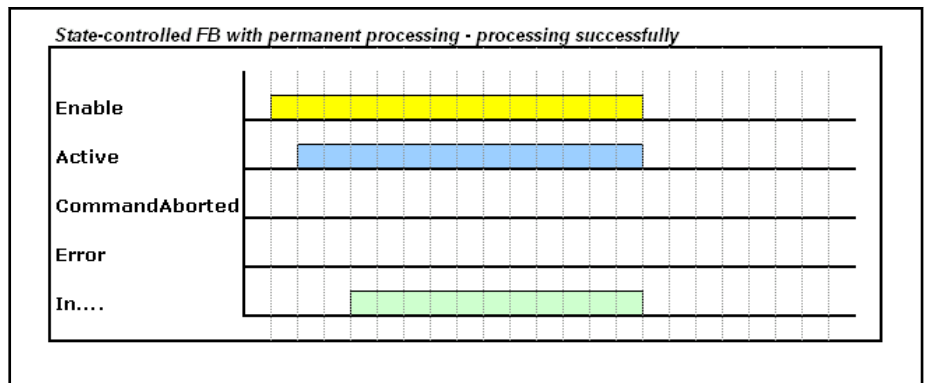 State-controlled FB with permanent processing - processing successfully
Enable
Active
CommandAborted
Error
In....